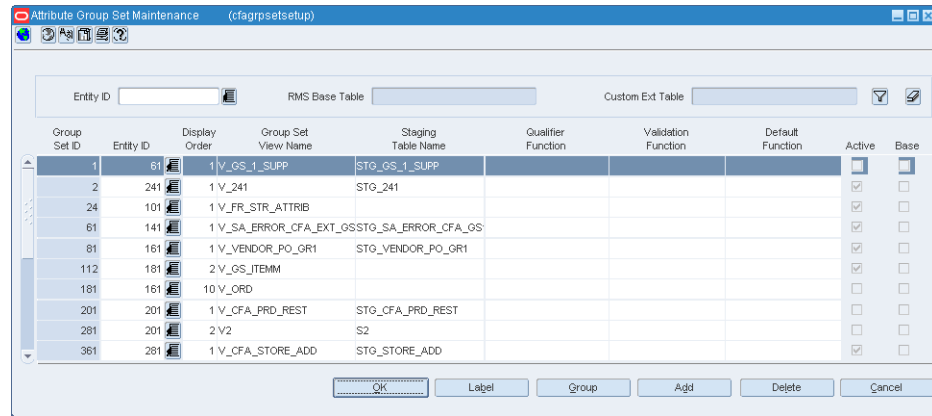 Attribute Group Set Maintenance (cfagrpsetsetup)
Entity ID RMS Base Table Custom Ext Table
Group Set ID Entity ID Display Order Group Set View Name Staging Table Name Qualifier Function Validation Function Default Function Active Base
1 61 1 V_GS_1_SUPP STG_GS_1_SUPP
2 241 1 V_241 STG_241
24 101 1 V_FR_STR_ATTRIB
61 141 1 V_SA_ERROR_CFA_EXT_GS STG_SA_ERROR_CFA_GS
81 161 1 V_VENDOR_PO_GR1 STG_VENDOR_PO_GR1
112 181 2 V_GS_ITEMM
181 161 10 V_ORD
201 201 1 V_CFA_PRD_REST STG_CFA_PRD_REST
281 201 2 V2 S2
361 281 1 V_CFA_STORE_ADD STG_STORE_ADD
OK Label Group Add Delete Cancel